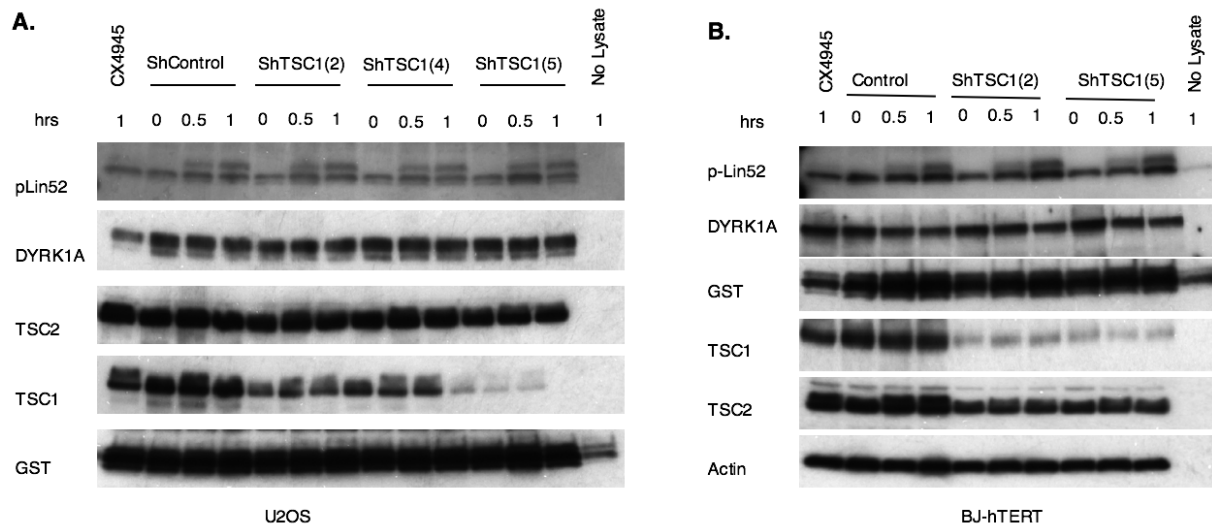 A.
CX4945
ShControl
ShTSC1(2)
ShTSC1(4)
ShTSC1(5)
No Lysate
hrs 1 0 0.5 1 0 0.5 1 0 0.5 1 0 0.5 1 1
pLin52
DYRK1A
TSC2
TSC1
GST
U2OS
B.
CX4945
Control
ShTSC1(2)
ShTSC1(5)
No Lysate
hrs 1 0 0.5 1 0 0.5 1 0 0.5 1 1
p-Lin52
DYRK1A
GST
TSC1
TSC2
Actin
BJ-hTERT